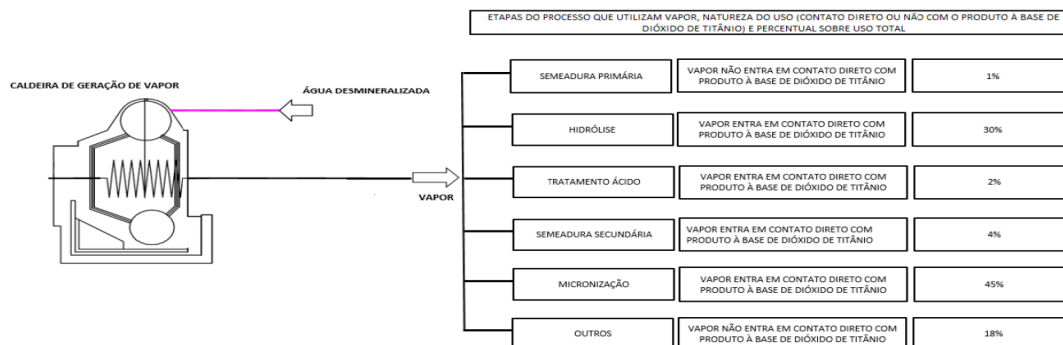 ETAPAS DO PROCESSO QUE UTILIZAM VAPOR, NATUREZA DO USO (CONTATO DIRETO OU NÃO COM O PRODUTO À BASE DE
DIÓXIDO DE TITÂNIO) E PERCENTUAL SOBRE USO TOTAL
CALDEIRA DE GERAÇÃO DE VAPOR
ÁGUA DESMINERALIZADA
VAPOR
SEMEADURA PRIMÁRIA
VAPOR NÃO ENTRA EM CONTATO DIRETO COM
PRODUTO À BASE DE DIÓXIDO DE TITÂNIO
1%
HIDRÓLISE
VAPOR ENTRA EM CONTATO DIRETO COM
PRODUTO À BASE DE DIÓXIDO DE TITÂNIO
30%
TRATAMENTO ÁCIDO
VAPOR ENTRA EM CONTATO DIRETO COM
PRODUTO À BASE DE DIÓXIDO DE TITÂNIO
2%
SEMEADURA SECUNDÁRIA
VAPOR ENTRA EM CONTATO DIRETO COM
PRODUTO À BASE DE DIÓXIDO DE TITÂNIO
4%
MICRONIZAÇÃO
VAPOR ENTRA EM CONTATO DIRETO COM
PRODUTO À BASE DE DIÓXIDO DE TITÂNIO
45%
OUTROS
VAPOR NÃO ENTRA EM CONTATO DIRETO COM
PRODUTO À BASE DE DIÓXIDO DE TITÂNIO
18%